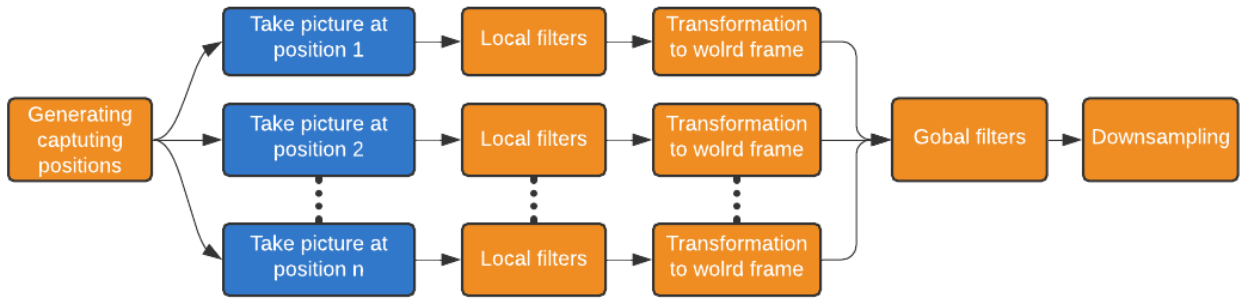 Generating
captuting
positions
Take picture at
position 1
Local filters
Transformation
to wolrd frame
Take picture at
position 2
Local filters
Transformation
to wolrd frame
Take picture at
position n
Local filters
Transformation
to wolrd frame
Gobal filters
Downsampling